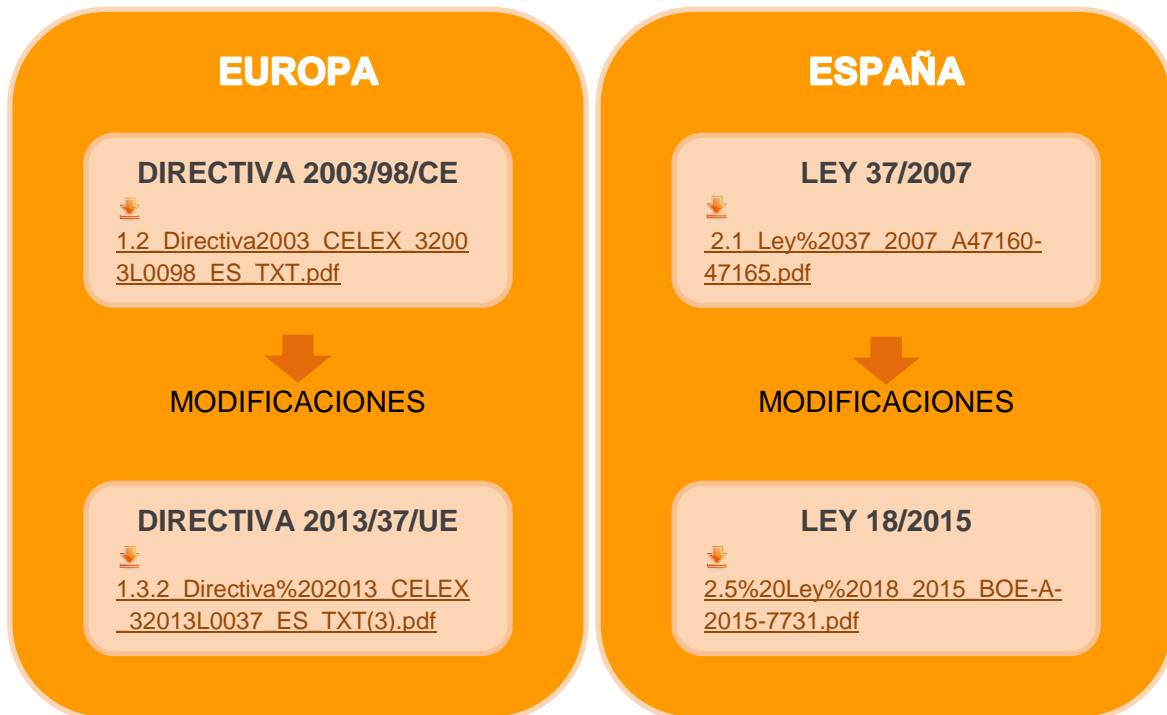 EUROPA
DIRECTIVA 2003/98/CE
1.2_Directiva2003_CELEX_3200
3L0098_ES_TXT.pdf
MODIFICACIONES
DIRECTIVA 2013/37/UE
1.3.2_Directiva%202013_CELEX
_32013L0037_ES_TXT(3).pdf
ESPAÑA
LEY 37/2007
_2.1_Ley%2037_2007_A47160-
47165.pdf
MODIFICACIONES
LEY 18/2015
2.5%20Ley%2018_2015_BOE-A-
2015-7731.pdf